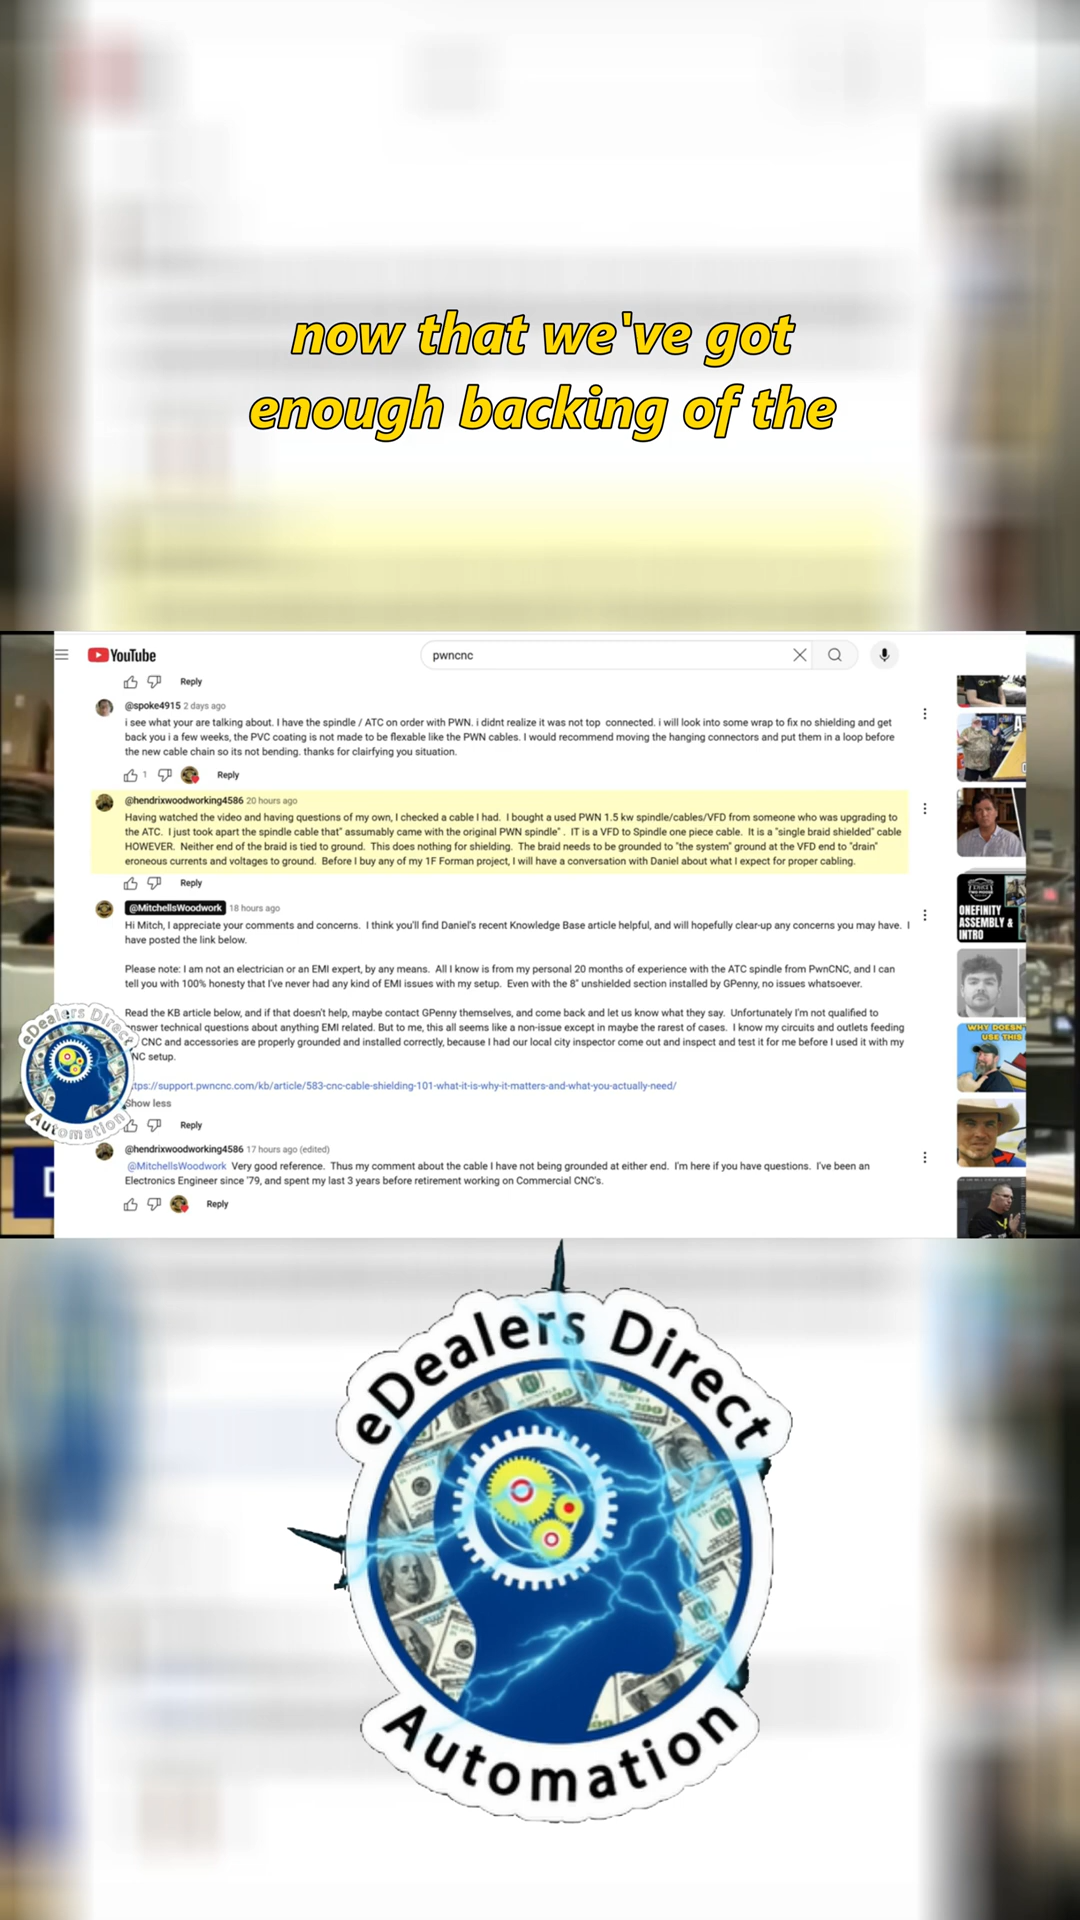 now that we've got
enough backing of the
YouTube
pwncnc
Reply
@spoke4915 2 days ago
i see what your are talking about. I have the spindle / ATC on order with PWN. i didnt realize it was not top connected. i will look into some wrap to fix no shielding and get
back you i a few weeks, the PVC coating is not made to be flexable like the PWN cables. I would recommend moving the hanging connectors and put them in a loop before
the new cable chain so its not bending. thanks for clairfying you situation.
1
Reply
@hendrixwoodworking4586 20 hours ago
Having watched the video and having questions of my own, I checked a cable I had. I bought a used PWN 1.5 kw spindle/cables/VFD from someone who was upgrading to
the ATC. I just took apart the spindle cable that" assumably came with the original PWN spindle" . IT is a VFD to Spindle one piece cable. It is a "single braid shielded" cable
HOWEVER. Neither end of the braid is tied to ground. This does nothing for shielding. The braid needs to be grounded to "the system" ground at the VFD end to "drain"
eroneous currents and voltages to ground. Before I buy any of my 1F Forman project, I will have a conversation with Daniel about what I expect for proper cabling.
Reply
@MitchellsWoodwork 18 hours ago
Hi Mitch, I appreciate your comments and concerns. I think you'll find Daniel's recent Knowledge Base article helpful, and will hopefully clear-up any concerns you may have. I
have posted the link below.
Please note: I am not an electrician or an EMI expert, by any means. All I know is from my personal 20 months of experience with the ATC spindle from PwnCNC, and I can
tell you with 100% honesty that I've never had any kind of EMI issues with my setup. Even with the 8" unshielded section installed by GPenny, no issues whatsoever.
Read the KB article below, and if that doesn't help, maybe contact GPenny themselves, and come back and let us know what they say. Unfortunately I'm not qualified to
nswer technical questions about anything EMI related. But to me, this all seems like a non-issue except in maybe the rarest of cases. I know my circuits and outlets feeding
CNC and accessories are properly grounded and installed correctly, because I had our local city inspector come out and inspect and test it for me before I used it with my
NC setup.
ttps://support.pwncnc.com/kb/article/583-cnc-cable-shielding-101-what-it-is-why-it-matters-and-what-you-actually-need/
Show less
Reply
@hendrixwoodworking4586 17 hours ago (edited)
@MitchellsWoodwork Very good reference. Thus my comment about the cable I have not being grounded at either end. I'm here if you have questions. I've been an
Electronics Engineer since '79, and spent my last 3 years before retirement working on Commercial CNC's.
Reply
ONEFINITY
ASSEMBLY &
INTRO
WHY DOESN'
USE THIS
eDealers Direct
Automation
D
eDealers Direct
Automation